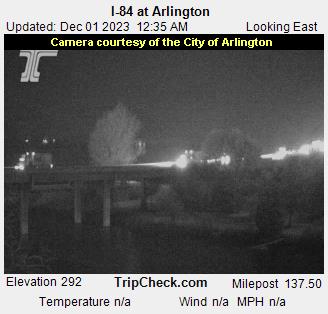 I-84 at Arlington
Updated: Dec 01 2023 12:35 AM Looking East
Camera courtesy of the City of Arlington
Elevation 292 TripCheck.com Milepost 137.50
Temperature n/a Wind n/a MPH n/a